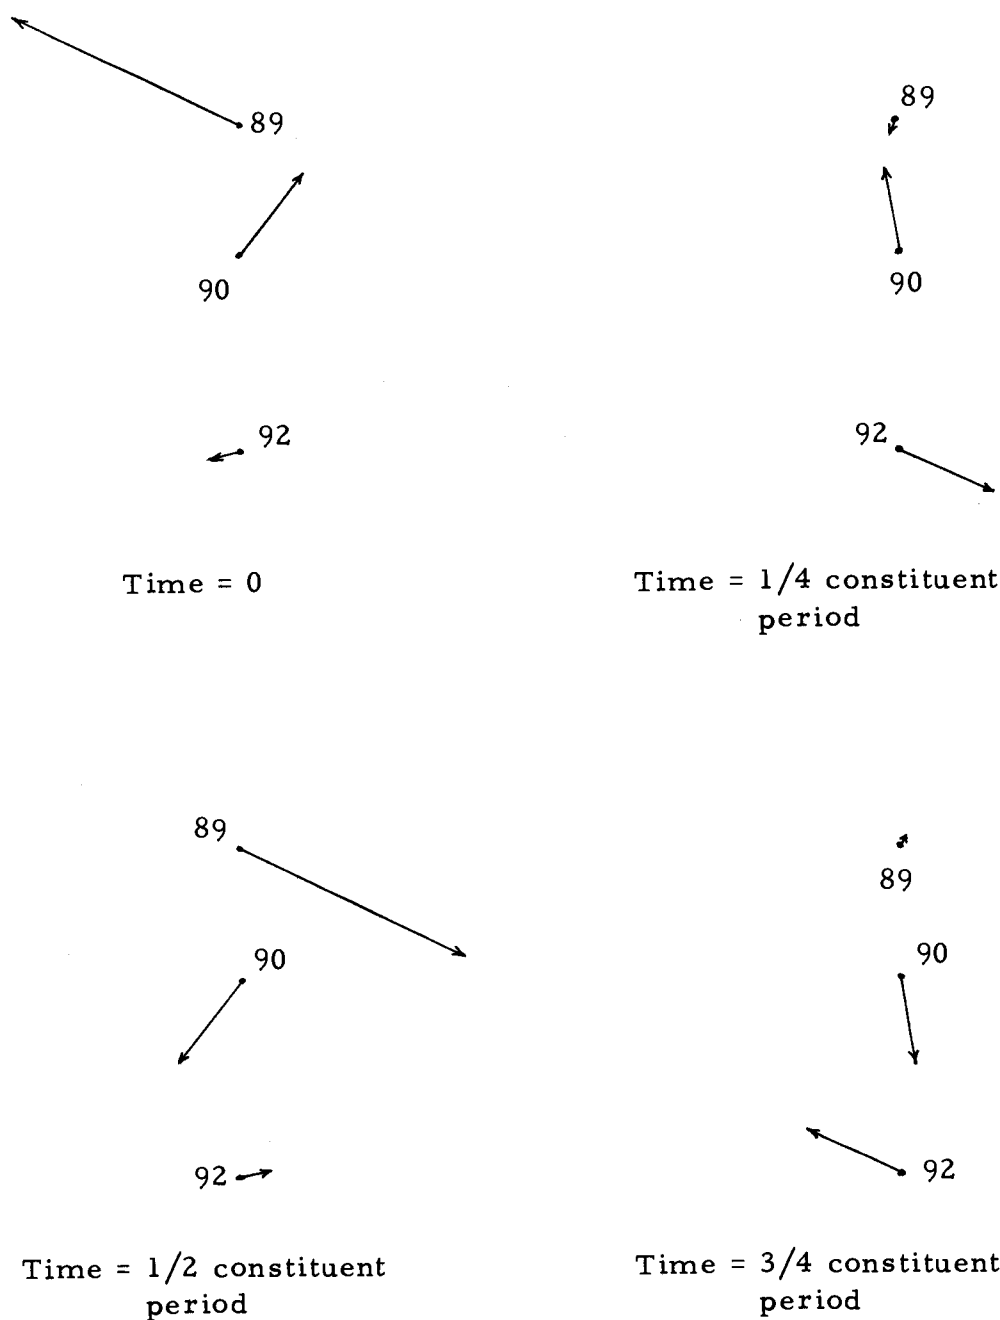 89
90
92
Time = 0
89
90
92
Time = 1/4 constituent
period
89
90
92
Time = 1/2 constituent
period
89
90
92
Time = 3/4 constituent
period